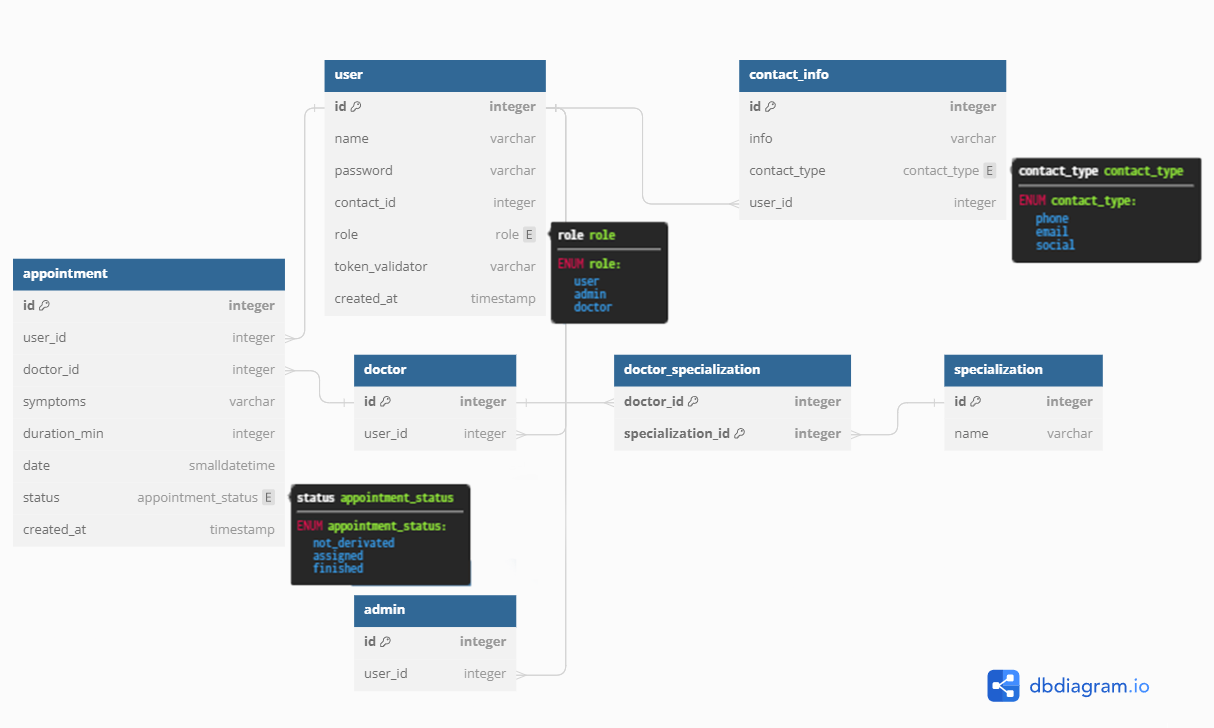 user
id integer
name varchar
password varchar
contact_id integer
role role E
token_validator varchar
created_at timestamp
role role
ENUM role:
user
admin
doctor
contact_info
id integer
info varchar
contact_type contact_type E
user_id integer
contact_type contact_type
ENUM contact_type:
phone
email
social
appointment
id integer
user_id integer
doctor_id integer
symptoms varchar
duration_min integer
date smalldatetime
status appointment_status E
created_at timestamp
status appointment_status
ENUM appointment_status:
not_derivated
assigned
finished
doctor
id integer
user_id integer
doctor_specialization
doctor_id integer
specialization_id integer
specialization
id integer
name varchar
admin
id integer
user_id integer
dbdiagram.io